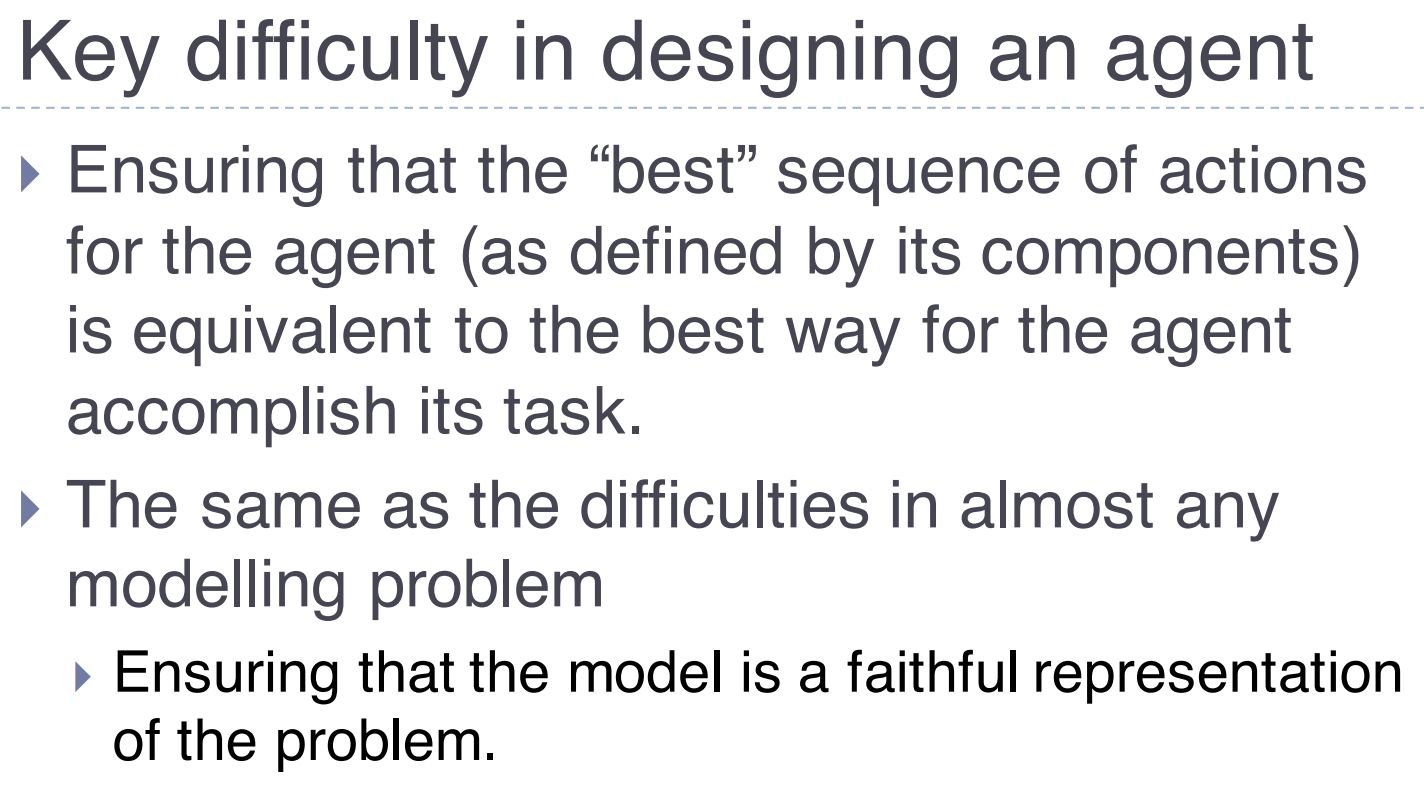 Key difficulty in designing an agent
Ensuring that the “best” sequence of actions
for the agent (as defined by its components)
is equivalent to the best way for the agent
accomplish its task.
The same as the difficulties in almost any
modelling problem
Ensuring that the model is a faithful representation
of the problem.